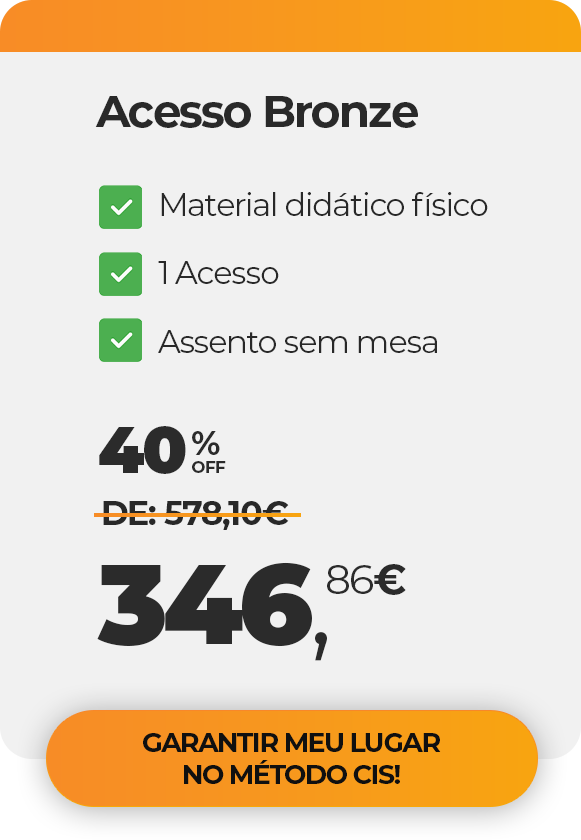 Acesso Bronze
Material didático físico
1 Acesso
Assento sem mesa
40% OFF
DE: 578,10€
346,86€
GARANTIR MEU LUGAR
NO MÉTODO CIS!